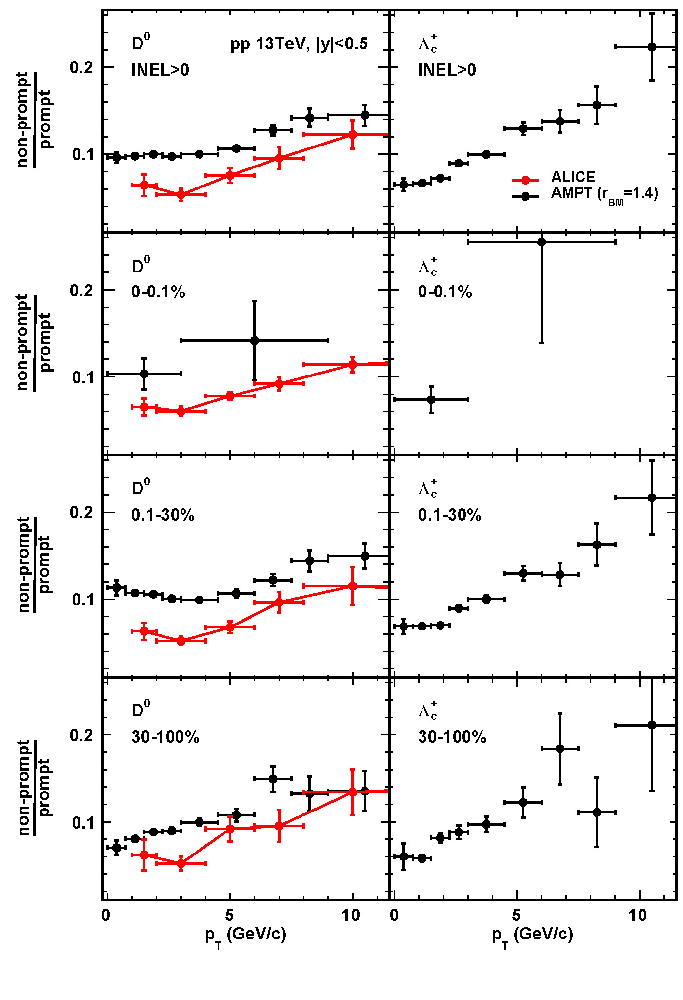 D0 pp 13TeV, |y|<0.5
INEL>0
Λc+
INEL>0
ALICE
AMPT (rBM=1.4)
0.2
0.1
non-prompt
prompt
D0
0-0.1%
Λc+
0-0.1%
0.2
0.1
non-prompt
prompt
D0
0.1-30%
Λc+
0.1-30%
0.2
0.1
non-prompt
prompt
D0
30-100%
Λc+
30-100%
0.2
0.1
non-prompt
prompt
0 5 10 0 5 10
pT (GeV/c) pT (GeV/c)